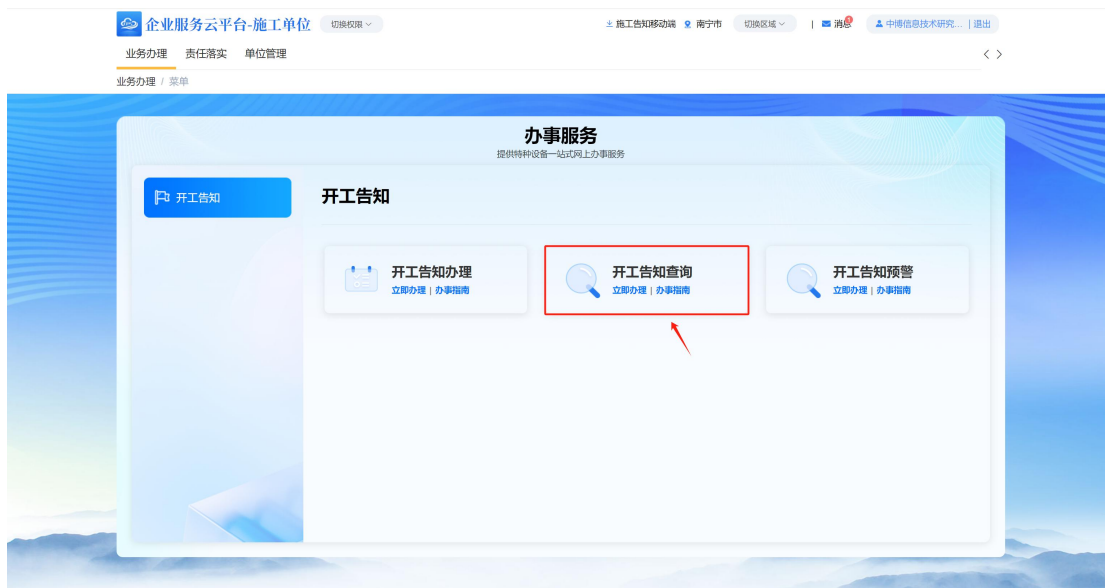 企业服务云平台-施工单位 切换权限 施工告知移动端 南宁市 切换区域 | 消息 中博信息技术研究... | 退出
业务办理 责任落实 单位管理
业务办理 / 菜单
办事服务
提供特种设备一站式网上办事服务
开工告知
开工告知
开工告知办理
立即办理 | 办事指南
开工告知查询
立即办理 | 办事指南
开工告知预警
立即办理 | 办事指南